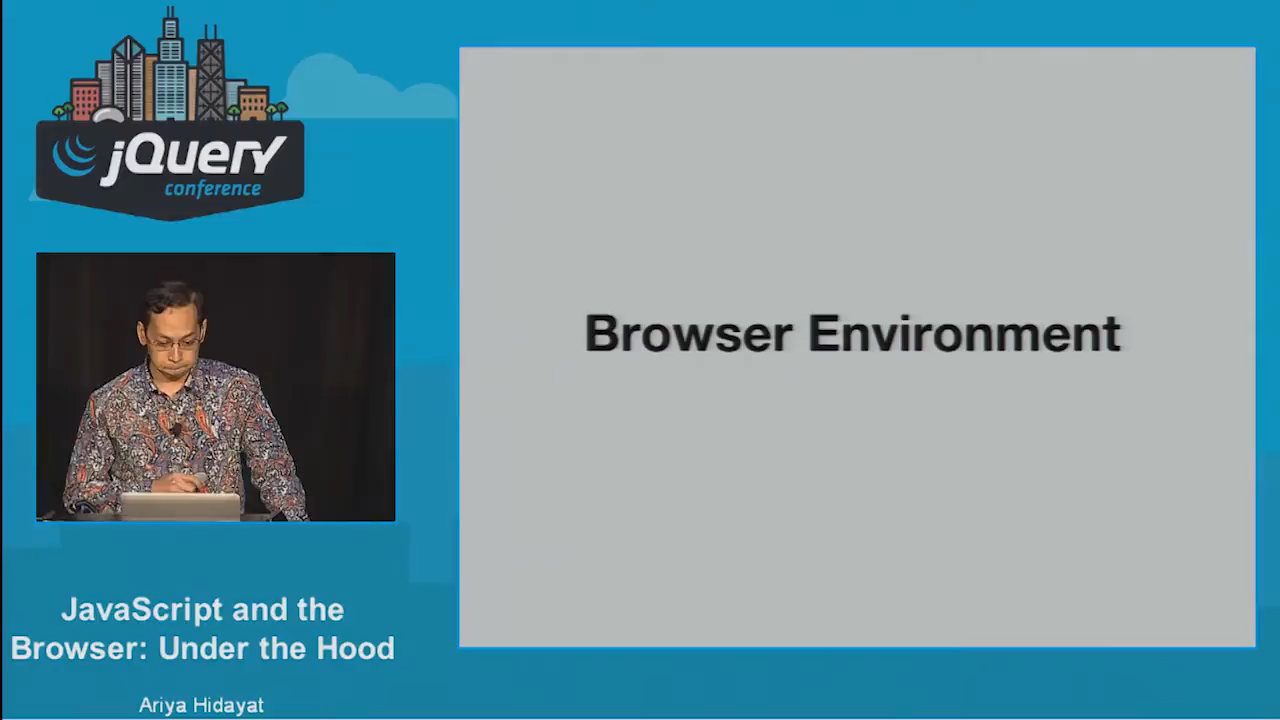 jQuery
conference
Browser Environment
JavaScript and the
Browser: Under the Hood
Ariya Hidayat